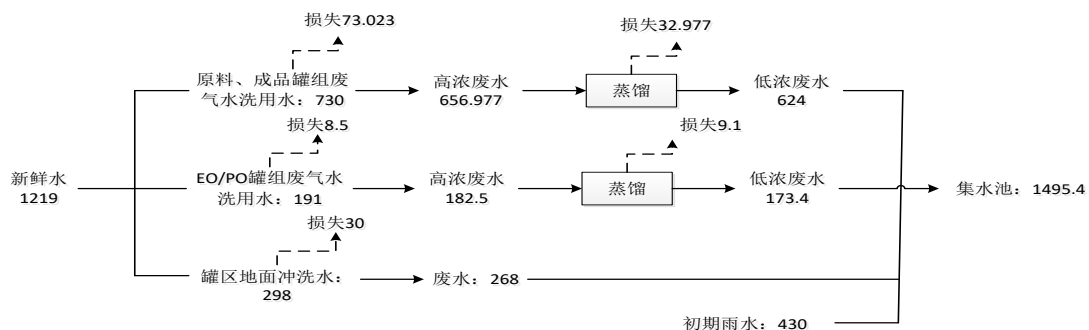 损失73.023
损失32.977
原料、成品罐组废
气水洗用水：730
高浓废水
656.977
蒸馏
低浓废水
624
损失8.5
损失9.1
新鲜水
1219
EO/PO罐组废气水
洗用水：191
高浓废水
182.5
蒸馏
低浓废水
173.4
集水池：1495.4
损失30
罐区地面冲洗水：
298
废水：268
初期雨水：430